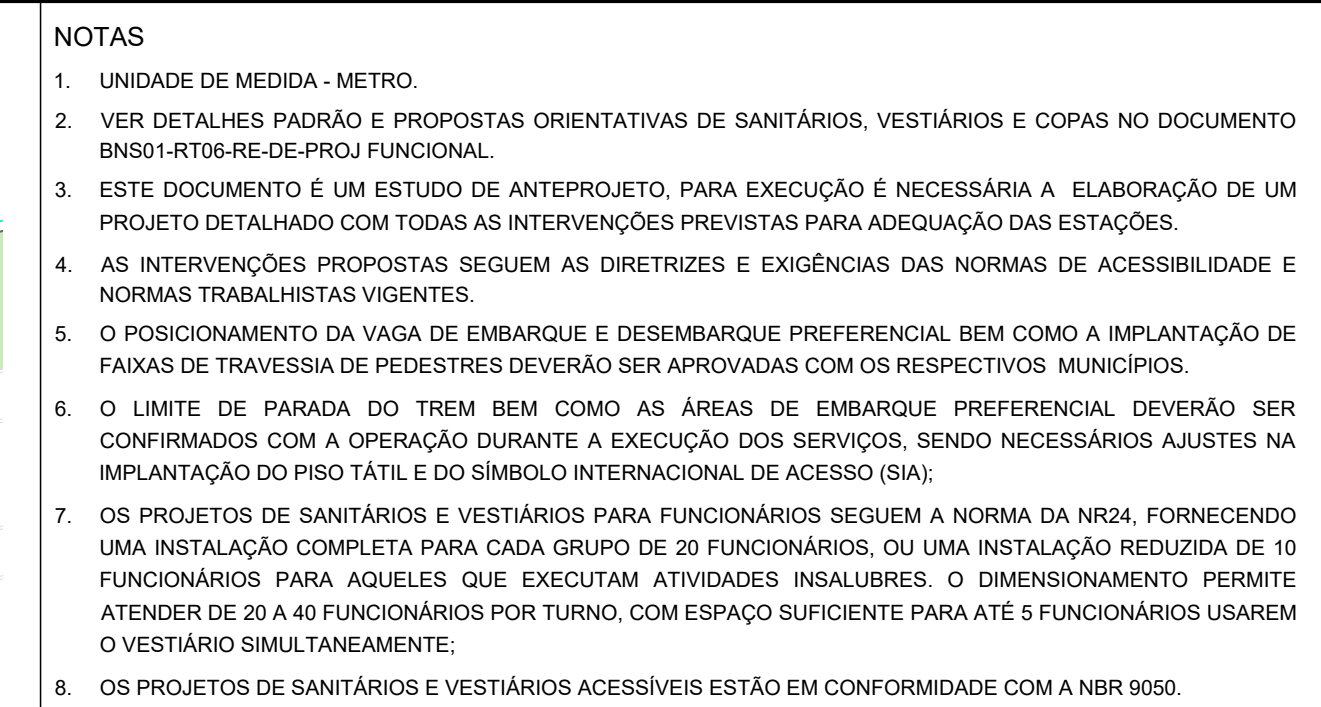 NOTAS
1. UNIDADE DE MEDIDA - METRO.
2. VER DETALHES PADRÃO E PROPOSTAS ORIENTATIVAS DE SANITÁRIOS, VESTIÁRIOS E COPAS NO DOCUMENTO
BNS01-RT06-RE-DE-PROJ FUNCIONAL.
3. ESTE DOCUMENTO É UM ESTUDO DE ANTEPROJETO, PARA EXECUÇÃO É NECESSÁRIA A ELABORAÇÃO DE UM
PROJETO DETALHADO COM TODAS AS INTERVENÇÕES PREVISTAS PARA ADEQUAÇÃO DAS ESTAÇÕES.
4. AS INTERVENÇÕES PROPOSTAS SEGUEM AS DIRETRIZES E EXIGÊNCIAS DAS NORMAS DE ACESSIBILIDADE E
NORMAS TRABALHISTAS VIGENTES.
5. O POSICIONAMENTO DA VAGA DE EMBARQUE E DESEMBARQUE PREFERENCIAL BEM COMO A IMPLANTAÇÃO DE
FAIXAS DE TRAVESSIA DE PEDESTRES DEVERÃO SER APROVADAS COM OS RESPECTIVOS MUNICÍPIOS.
6. O LIMITE DE PARADA DO TREM BEM COMO AS ÁREAS DE EMBARQUE PREFERENCIAL DEVERÃO SER
CONFIRMADOS COM A OPERAÇÃO DURANTE A EXECUÇÃO DOS SERVIÇOS, SENDO NECESSÁRIOS AJUSTES NA
IMPLANTAÇÃO DO PISO TÁTIL E DO SÍMBOLO INTERNACIONAL DE ACESSO (SIA);
7. OS PROJETOS DE SANITÁRIOS E VESTIÁRIOS PARA FUNCIONÁRIOS SEGUEM A NORMA DA NR24, FORNECENDO
UMA INSTALAÇÃO COMPLETA PARA CADA GRUPO DE 20 FUNCIONÁRIOS, OU UMA INSTALAÇÃO REDUZIDA DE 10
FUNCIONÁRIOS PARA AQUELES QUE EXECUTAM ATIVIDADES INSALUBRES. O DIMENSIONAMENTO PERMITE
ATENDER DE 20 A 40 FUNCIONÁRIOS POR TURNO, COM ESPAÇO SUFICIENTE PARA ATÉ 5 FUNCIONÁRIOS USAREM
O VESTIÁRIO SIMULTANEAMENTE;
8. OS PROJETOS DE SANITÁRIOS E VESTIÁRIOS ACESSÍVEIS ESTÃO EM CONFORMIDADE COM A NBR 9050.